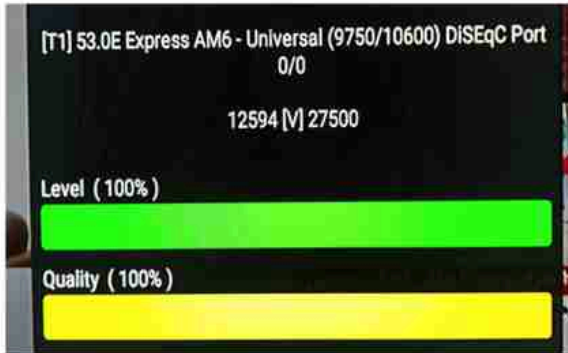 [T1] 53.0E Express AM6 - Universal (9750/10600) DiSEqC Port
0/0
12594 [V] 27500
Level ( 100% )
Quality ( 100% )